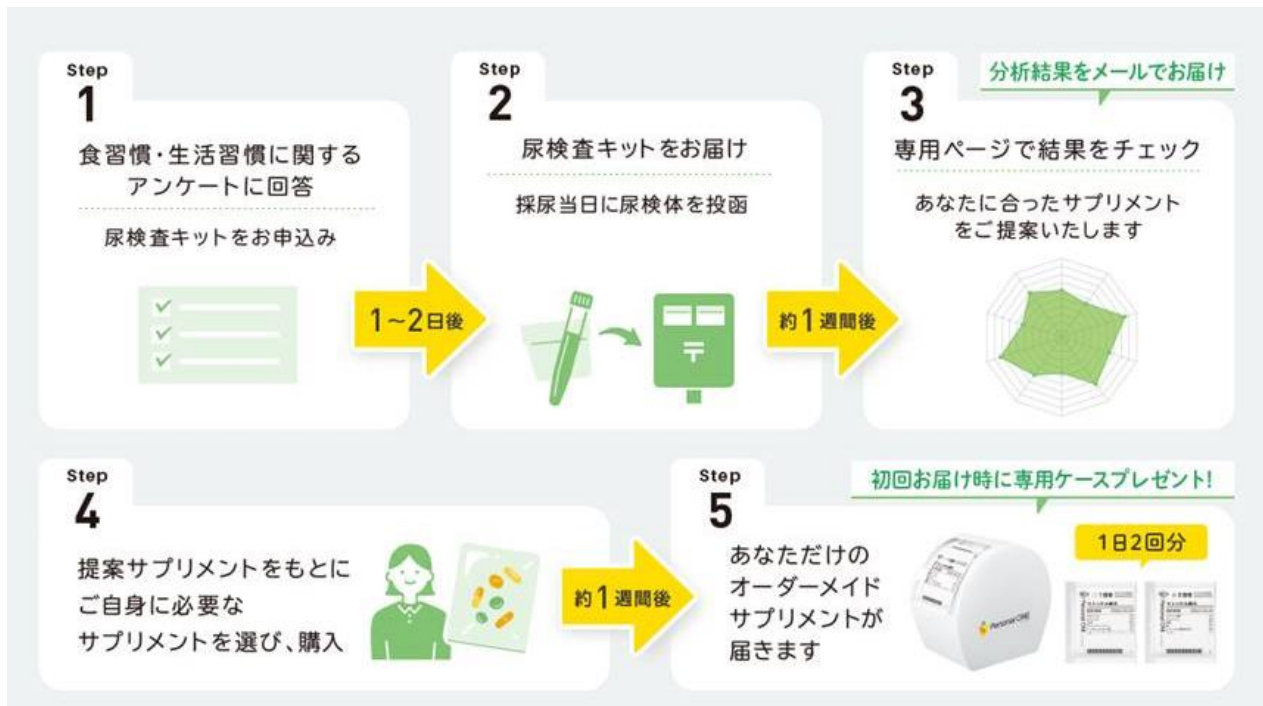 Step
1
食習慣・生活習慣に関する
アンケートに回答
尿検査キットをお申込み
1〜2日後
Step
2
尿検査キットをお届け
採尿当日に尿検体を投函
〒
約1週間後
Step
3
分析結果をメールでお届け
専用ページで結果をチェック
あなたに合ったサプリメント
をご提案いたします
Step
4
提案サプリメントをもとに
ご自身に必要な
サプリメントを選び、購入
約1週間後
Step
5
初回お届け時に専用ケースプレゼント!
あなただけの
オーダーメイド
サプリメントが
届きます
Personal ONE
1日2回分